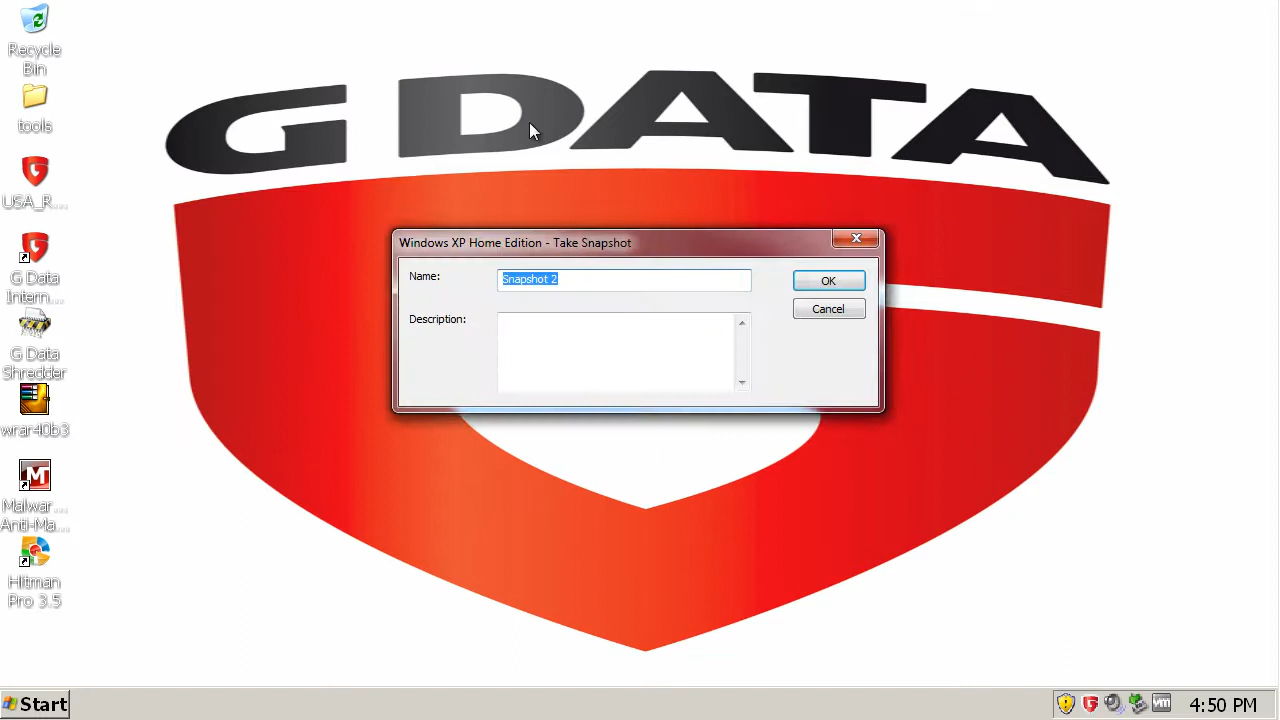 Recycle
Bin
tools
USA_R....
G Data
Intern...
G Data
Shredder
wrar40b3
Malwar...
Anti-Ma...
Hitman
Pro 3.5
G DATA
Windows XP Home Edition - Take Snapshot
Name:
Snapshot 2
OK
Cancel
Description:
Start
vm
4:50 PM